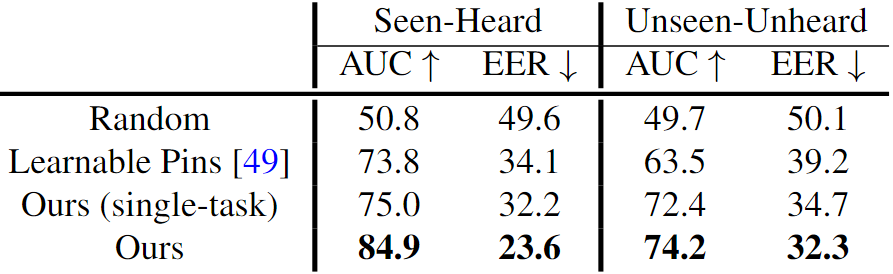 Seen-Heard Unseen-Unheard
AUC ↑ EER ↓ AUC ↑ EER ↓
Random 50.8 49.6 49.7 50.1
Learnable Pins [49] 73.8 34.1 63.5 39.2
Ours (single-task) 75.0 32.2 72.4 34.7
Ours 84.9 23.6 74.2 32.3